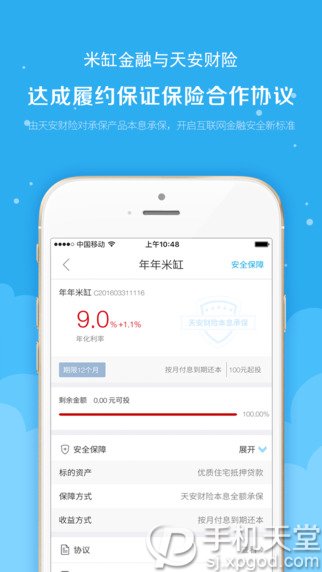 米缸金融与天安财险
达成履约保证保险合作协议
由天安财险对承保产品本息承保，开启互联网金融安全新标准
中国移动 上午10:48
年年米缸 安全保障
年年米缸 C201603311116
9.0%+1.1%
年化利率
天安财险本息承保
期限12个月 按月付息到期还本 100元起投
剩余金额 0.00 元可投
100.00%
安全保障 展开
标的资产 优质住宅抵押贷款
保障方式 天安财险本息全额承保
收益方式 按月付息到期还本
协议
手机天堂
sj.xpgod.com